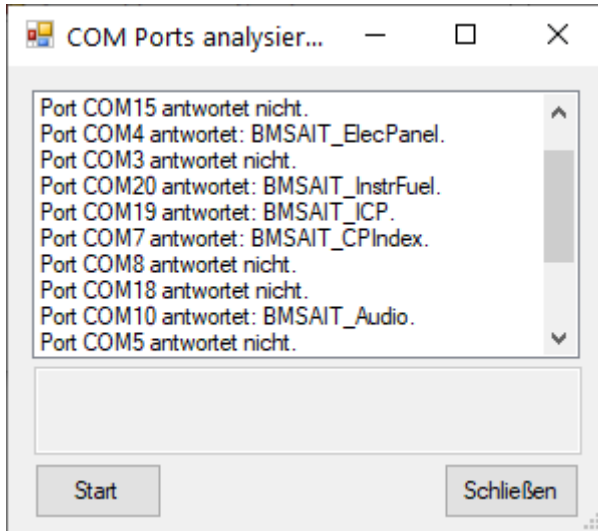 COM Ports analysier...
Port COM15 antwortet nicht.
Port COM4 antwortet: BMSAIT_ElecPanel.
Port COM3 antwortet nicht.
Port COM20 antwortet: BMSAIT_InstrFuel.
Port COM19 antwortet: BMSAIT_ICP.
Port COM7 antwortet: BMSAIT_CPIndex.
Port COM8 antwortet nicht.
Port COM18 antwortet nicht.
Port COM10 antwortet: BMSAIT_Audio.
Port COM5 antwortet nicht.
Start
Schließen